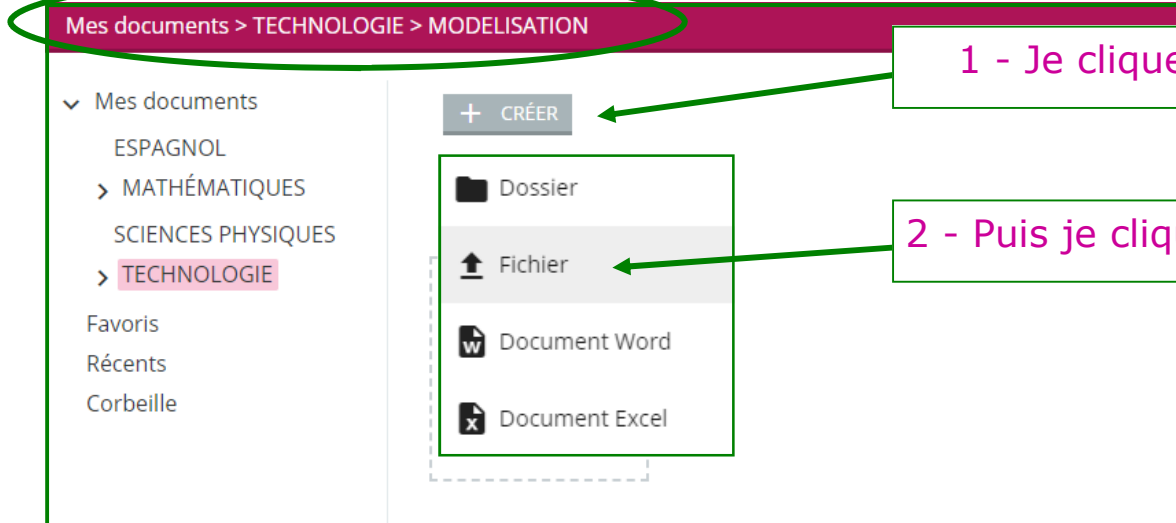 Mes documents > TECHNOLOGIE > MODELISATION
1 - Je clique
Mes documents
+ CRÉER
ESPAGNOL
MATHÉMATIQUES
Dossier
SCIENCES PHYSIQUES
2 - Puis je cliq
TECHNOLOGIE
Fichier
Favoris
Document Word
Récents
Corbeille
Document Excel